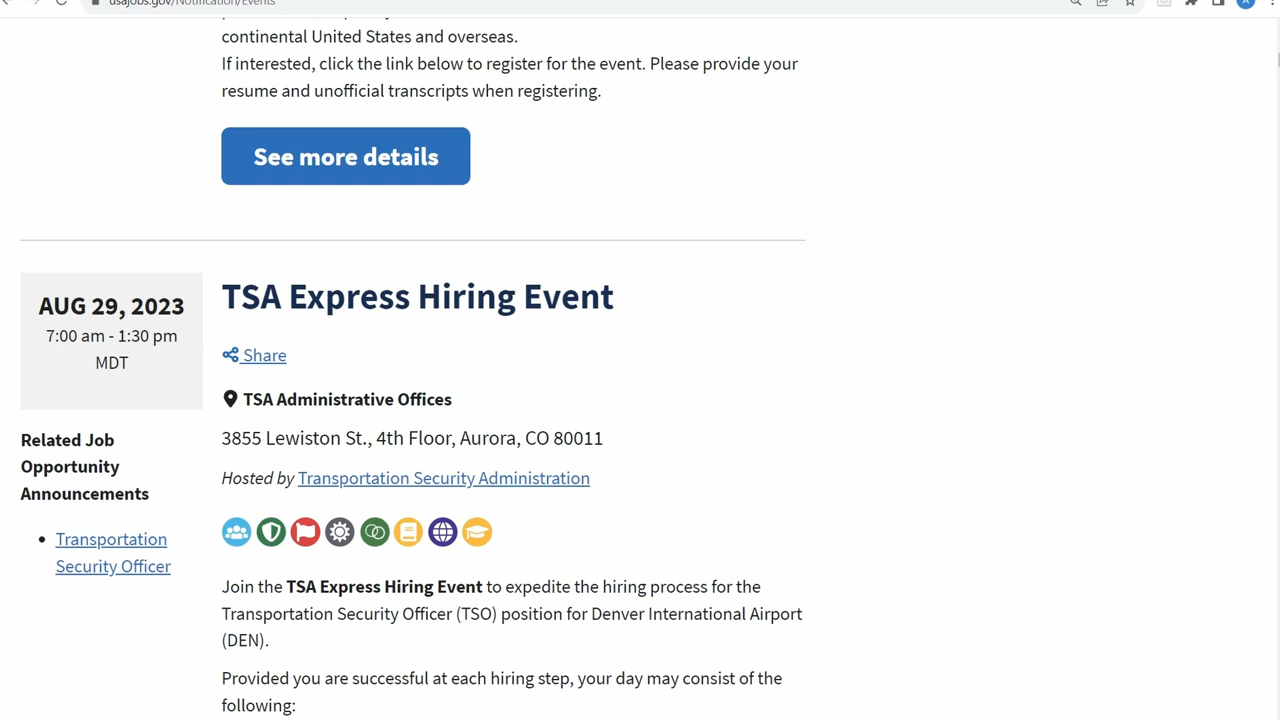 usajobs.gov/Notification/Events
continental United States and overseas.
If interested, click the link below to register for the event. Please provide your
resume and unofficial transcripts when registering.
See more details
AUG 29, 2023
7:00 am - 1:30 pm
MDT
Related Job
Opportunity
Announcements
Transportation
Security Officer
TSA Express Hiring Event
Share
TSA Administrative Offices
3855 Lewiston St., 4th Floor, Aurora, CO 80011
Hosted by Transportation Security Administration
Join the TSA Express Hiring Event to expedite the hiring process for the
Transportation Security Officer (TSO) position for Denver International Airport
(DEN).
Provided you are successful at each hiring step, your day may consist of the
following: